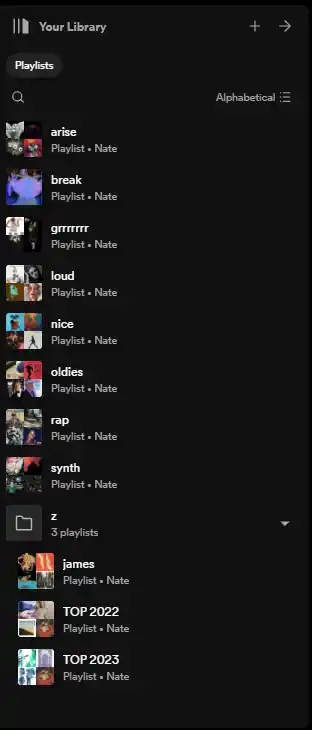 Your Library
Playlists
Alphabetical
arise
Playlist • Nate
break
Playlist • Nate
grrrrrrr
Playlist • Nate
loud
Playlist • Nate
nice
Playlist • Nate
oldies
Playlist • Nate
rap
Playlist • Nate
synth
Playlist • Nate
z
3 playlists
james
Playlist • Nate
TOP 2022
Playlist • Nate
TOP 2023
Playlist • Nate